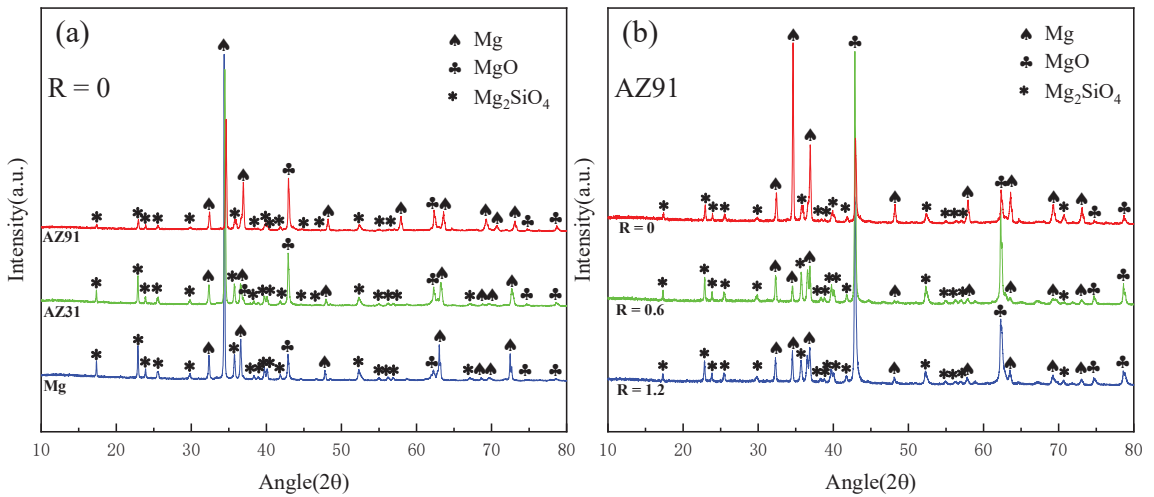 (a)
R = 0
Mg
MgO
Mg₂SiO₄
AZ91
AZ31
Mg
Intensity(a.u.)
10 20 30 40 50 60 70 80
Angle(2θ)
(b)
AZ91
Mg
MgO
Mg₂SiO₄
R = 0
R = 0.6
R = 1.2
Intensity(a.u.)
10 20 30 40 50 60 70 80
Angle(2θ)